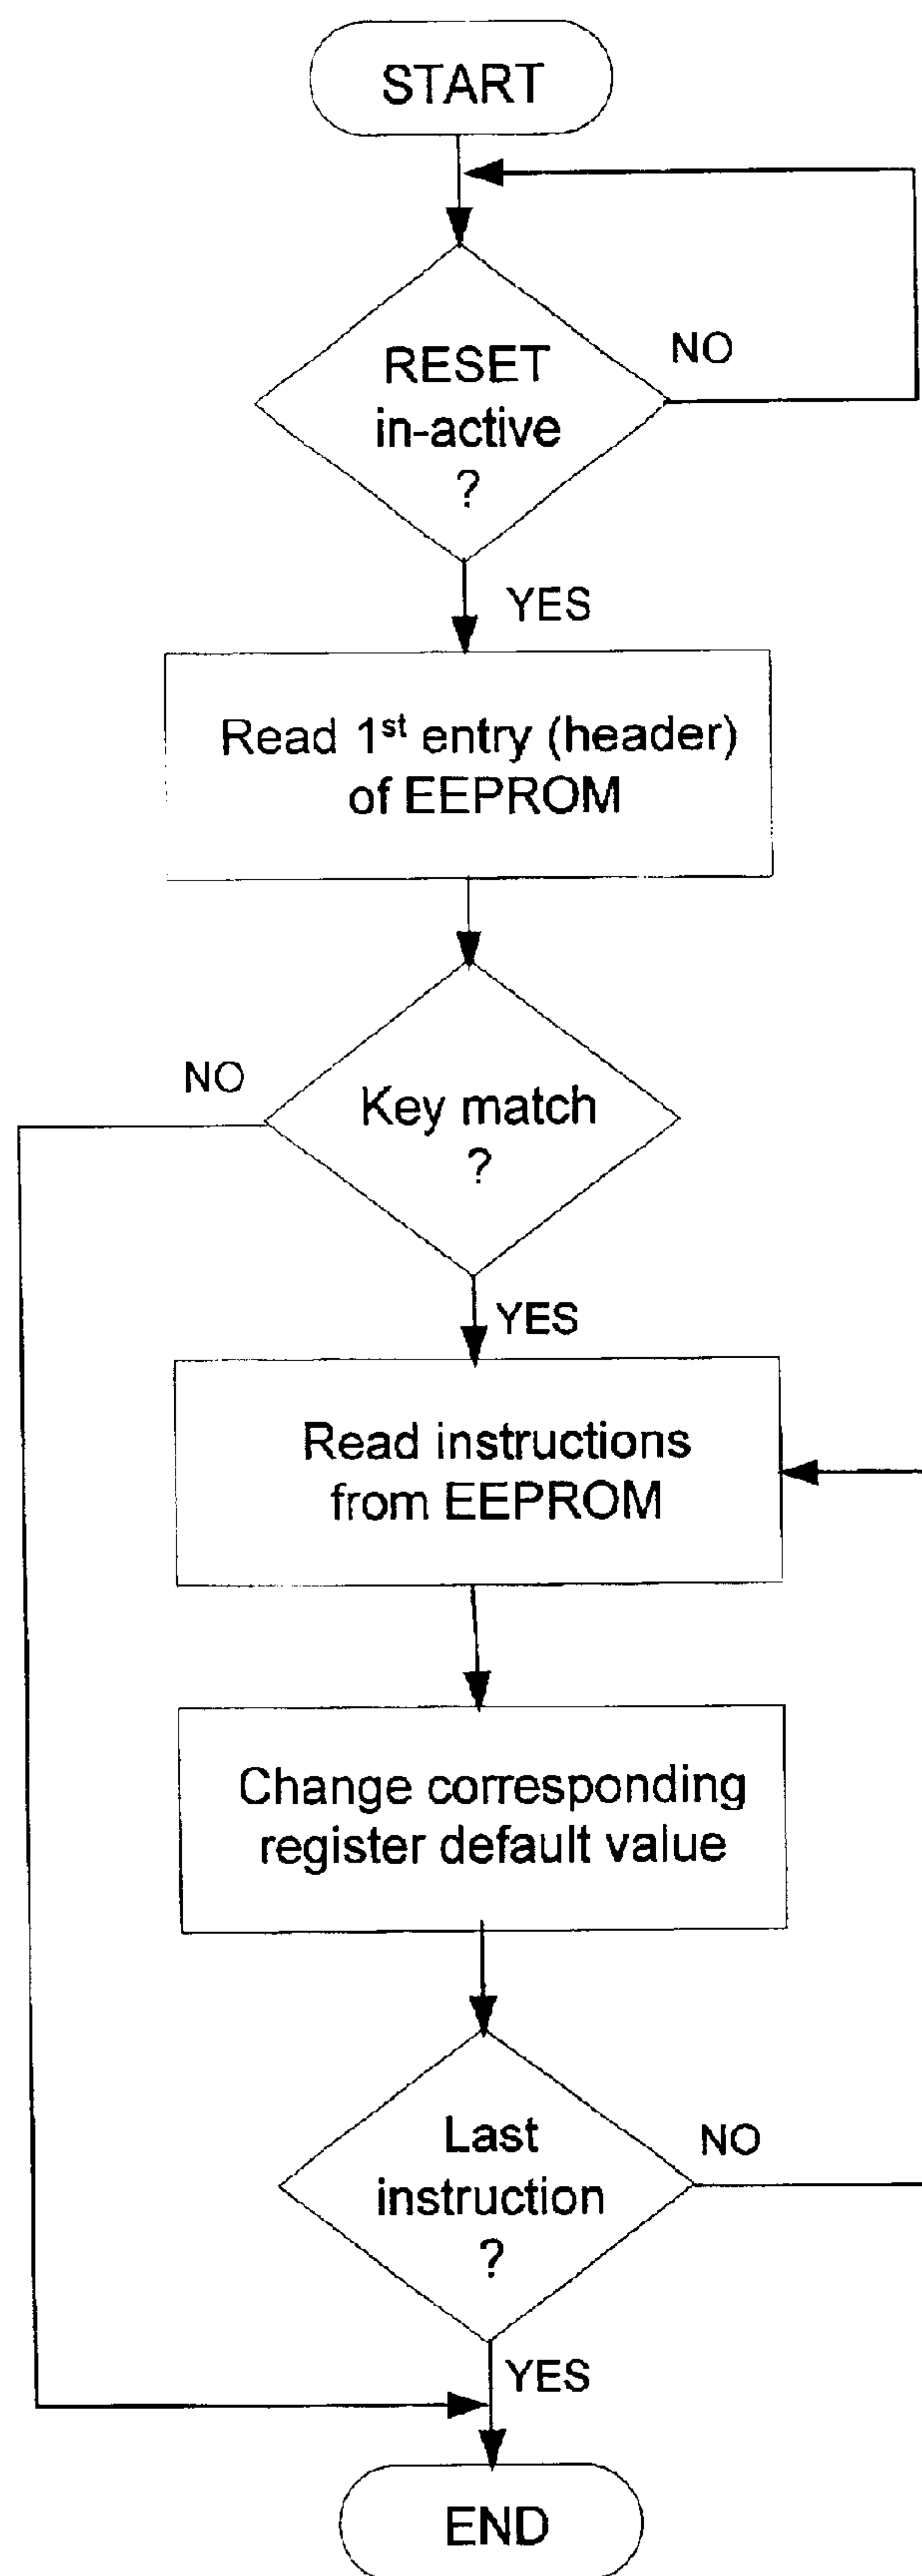 START
RESET
in-active
?
NO
YES
Read 1st entry (header)
of EEPROM
Key match
?
NO
YES
Read instructions
from EEPROM
Change corresponding
register default value
Last
instruction
?
NO
YES
END